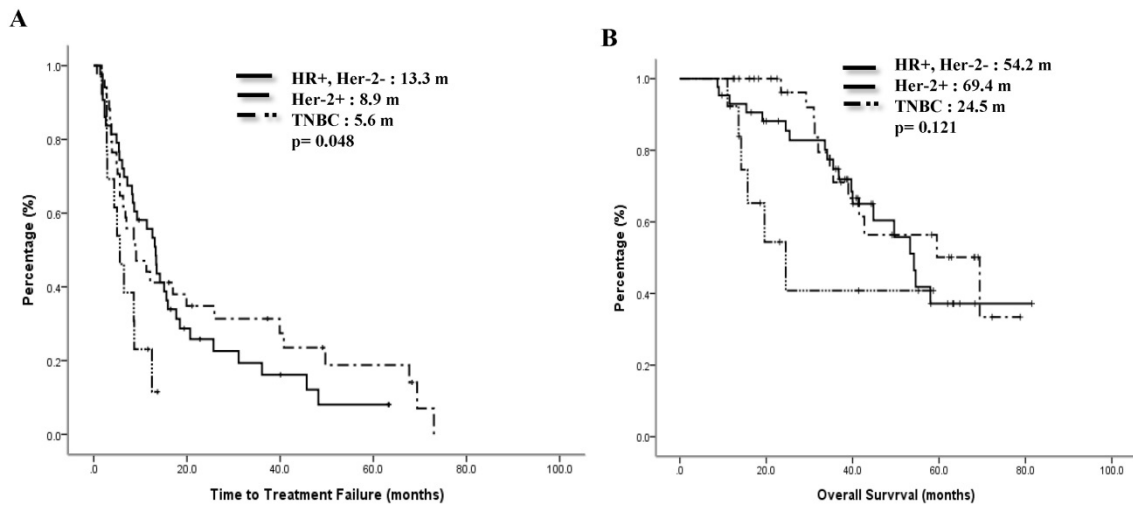 A
HR+, Her-2- : 13.3 m
Her-2+ : 8.9 m
TNBC : 5.6 m
p= 0.048
Percentage (%)
1.0
0.8
0.6
0.4
0.2
0.0
.0 20.0 40.0 60.0 80.0 100.0
Time to Treatment Failure (months)
B
HR+, Her-2- : 54.2 m
Her-2+ : 69.4 m
TNBC : 24.5 m
p= 0.121
Percentage (%)
1.0
0.8
0.6
0.4
0.2
0.0
.0 20.0 40.0 60.0 80.0 100.0
Overall Survrval (months)